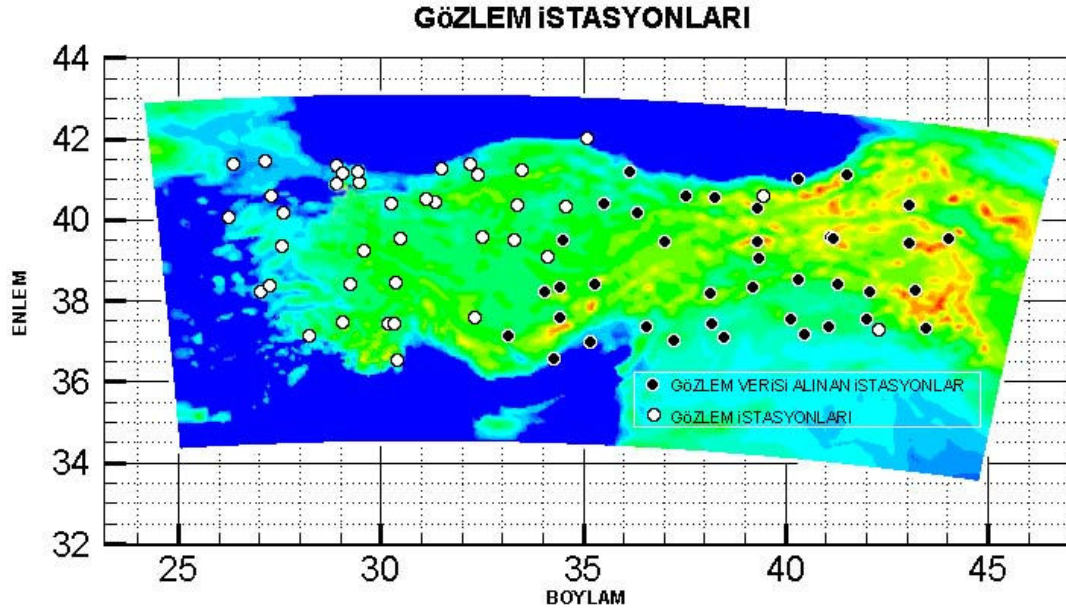 GöZLEM iSTASYONLARI
44
42
40
38
36
34
32
ENLEM
GöZLEM VERiSi ALINAN iSTASYONLAR
GöZLEM iSTASYONLARI
25 30 35 40 45
BOYLAM